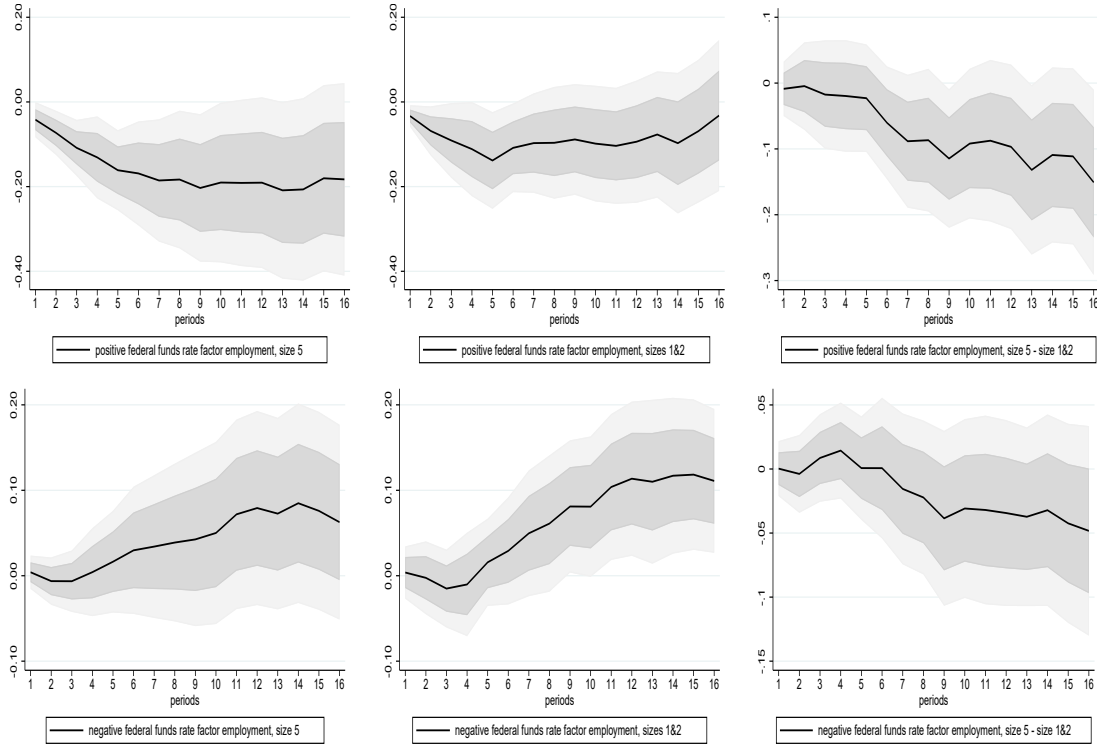 0.20
0.00
-0.20
-0.40
1 2 3 4 5 6 7 8 9 10 11 12 13 14 15 16
periods
positive federal funds rate factor employment, size 5
0.20
0.00
-0.20
-0.40
1 2 3 4 5 6 7 8 9 10 11 12 13 14 15 16
periods
positive federal funds rate factor employment, sizes 1&2
.1
0
-.1
-.2
-.3
1 2 3 4 5 6 7 8 9 10 11 12 13 14 15 16
periods
positive federal funds rate factor employment, size 5 - size 1&2
0.20
0.10
0.00
-0.10
1 2 3 4 5 6 7 8 9 10 11 12 13 14 15 16
periods
negative federal funds rate factor employment, size 5
0.20
0.10
0.00
-0.10
1 2 3 4 5 6 7 8 9 10 11 12 13 14 15 16
periods
negative federal funds rate factor employment, sizes 1&2
.05
0
-.05
-.1
-.15
1 2 3 4 5 6 7 8 9 10 11 12 13 14 15 16
periods
negative federal funds rate factor employment, size 5 - size 1&2